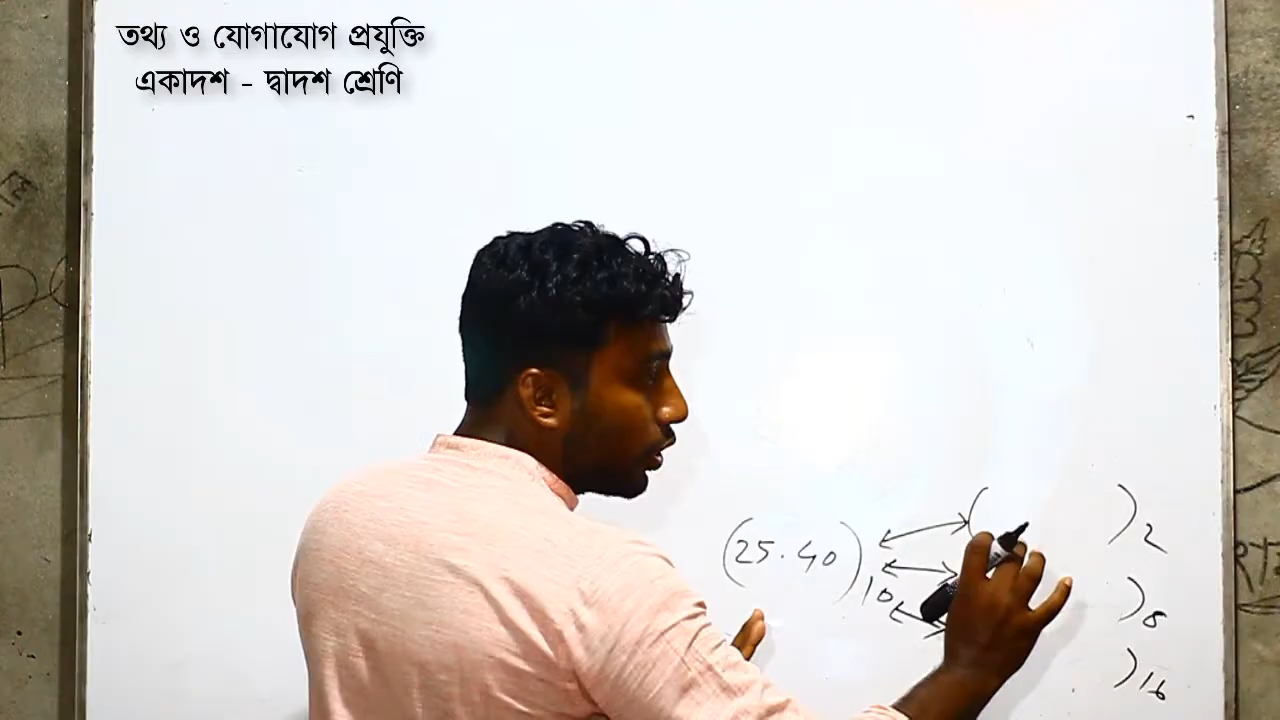 তথ্য ও যোগাযোগ প্রযুক্তি
একাদশ - দ্বাদশ শ্রেণি
(25.40)10
( )2
)8
)16